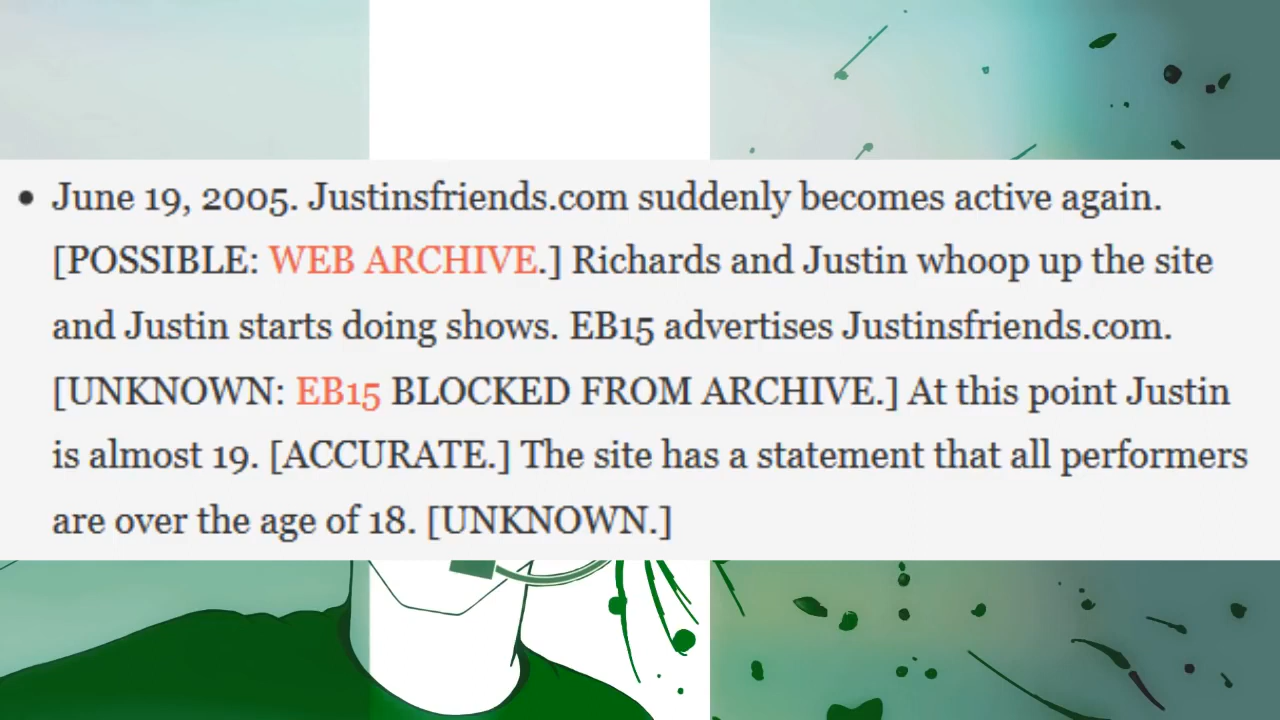 • June 19, 2005. Justinsfriends.com suddenly becomes active again.
[POSSIBLE: WEB ARCHIVE.] Richards and Justin whoop up the site
and Justin starts doing shows. EB15 advertises Justinsfriends.com.
[UNKNOWN: EB15 BLOCKED FROM ARCHIVE.] At this point Justin
is almost 19. [ACCURATE.] The site has a statement that all performers
are over the age of 18. [UNKNOWN.]